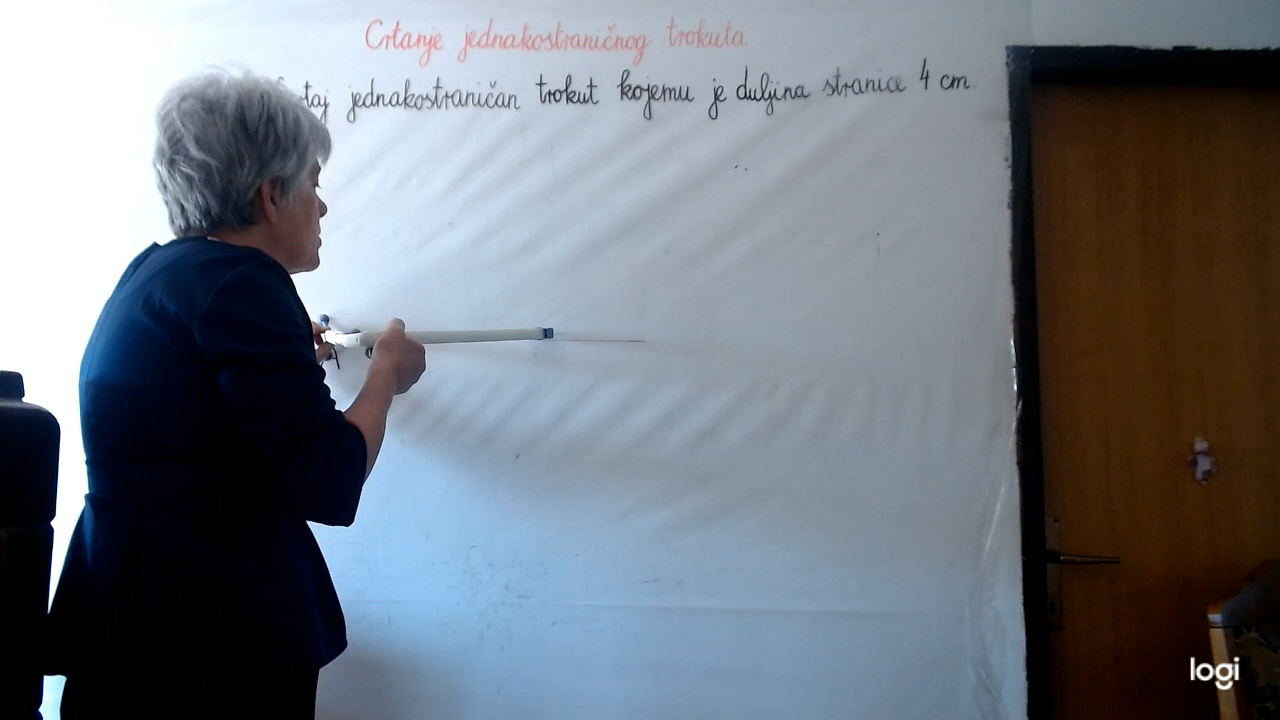 Crtanje jednakostraničnog trokuta
jednakostraničan trokut kojemu je duljina stranice 4 cm.
logi